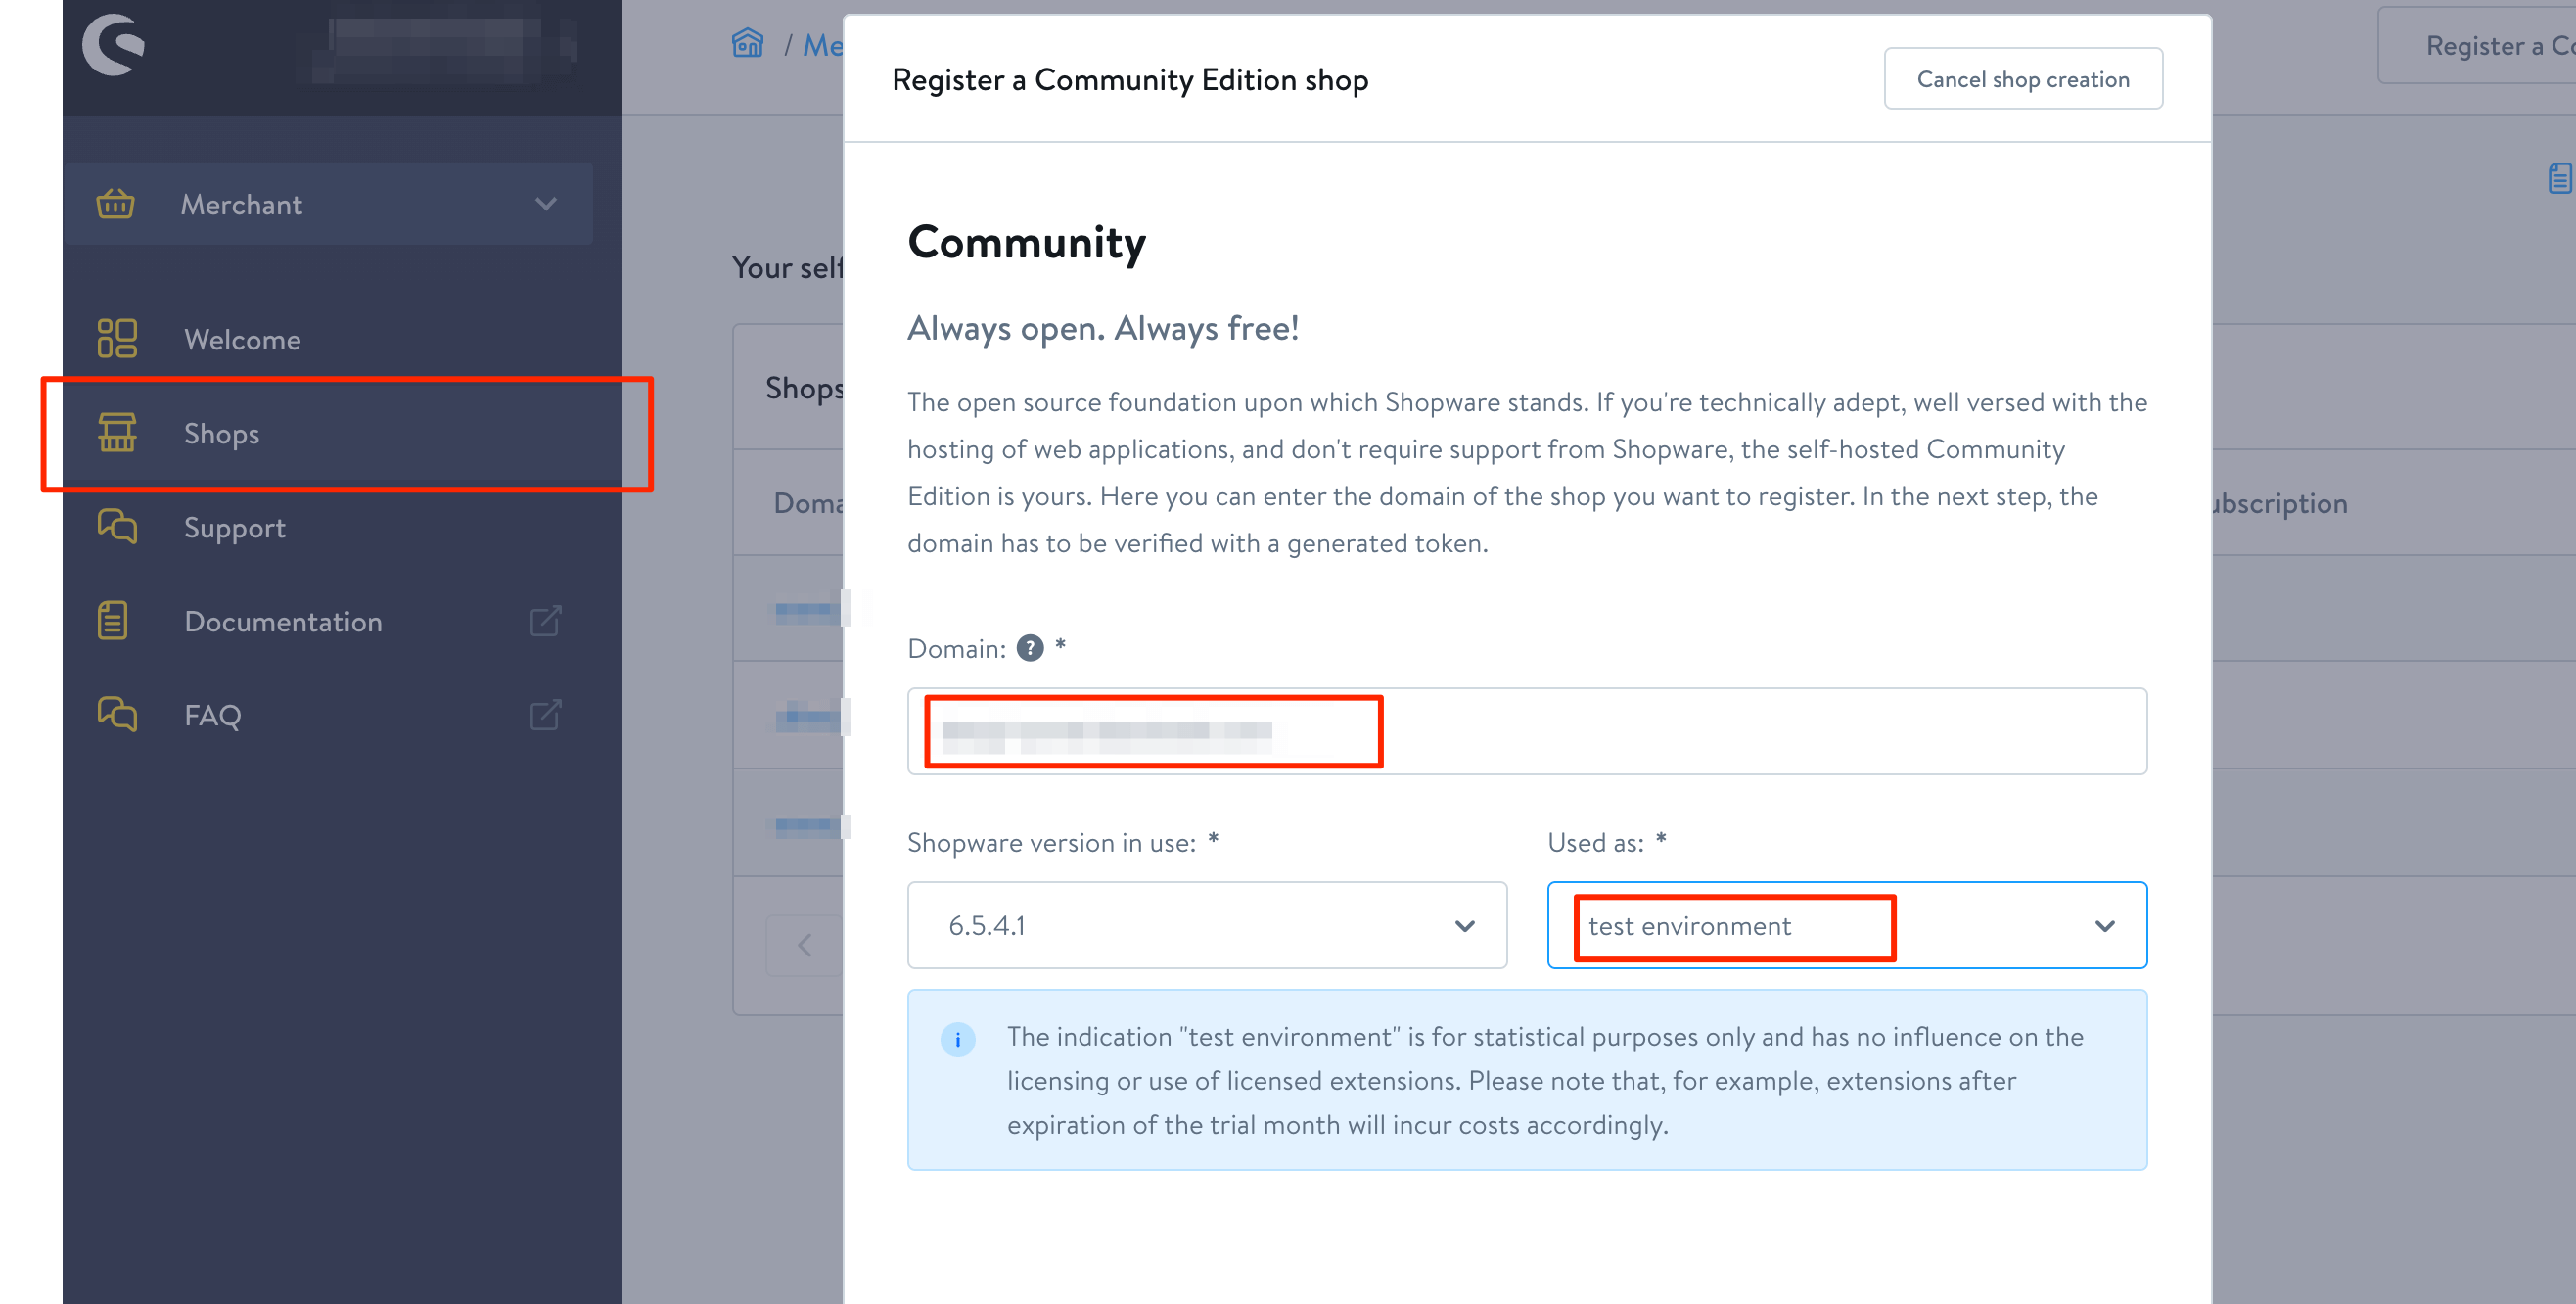 Merchant
Welcome
Shops
Support
Documentation
FAQ
/ Me
Register a Co
Your self
Shops
Doma
ubscription
Register a Community Edition shop
Cancel shop creation
Community
Always open. Always free!
The open source foundation upon which Shopware stands. If you're technically adept, well versed with the
hosting of web applications, and don't require support from Shopware, the self-hosted Community
Edition is yours. Here you can enter the domain of the shop you want to register. In the next step, the
domain has to be verified with a generated token.
Domain: ? *
Shopware version in use: *
Used as: *
6.5.4.1
test environment
i
The indication "test environment" is for statistical purposes only and has no influence on the
licensing or use of licensed extensions. Please note that, for example, extensions after
expiration of the trial month will incur costs accordingly.